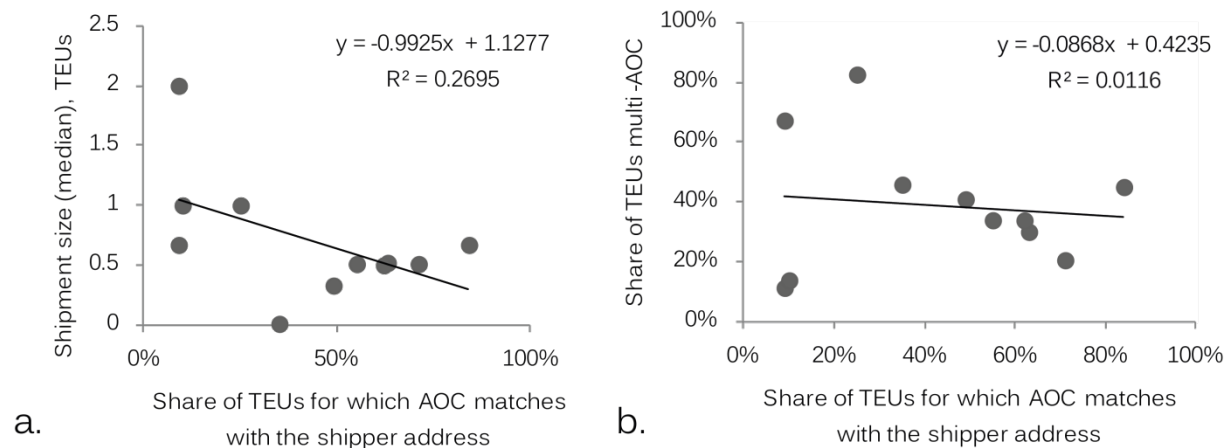 2.5
2
1.5
1
0.5
0
0%
50%
100%
Shipment size (median), TEUs
y = -0.9925x + 1.1277
R² = 0.2695
Share of TEUs for which AOC matches
with the shipper address
a.
100%
80%
60%
40%
20%
0%
0%
20%
40%
60%
80%
100%
Share of TEUs multi-AOC
y = -0.0868x + 0.4235
R² = 0.0116
Share of TEUs for which AOC matches
with the shipper address
b.